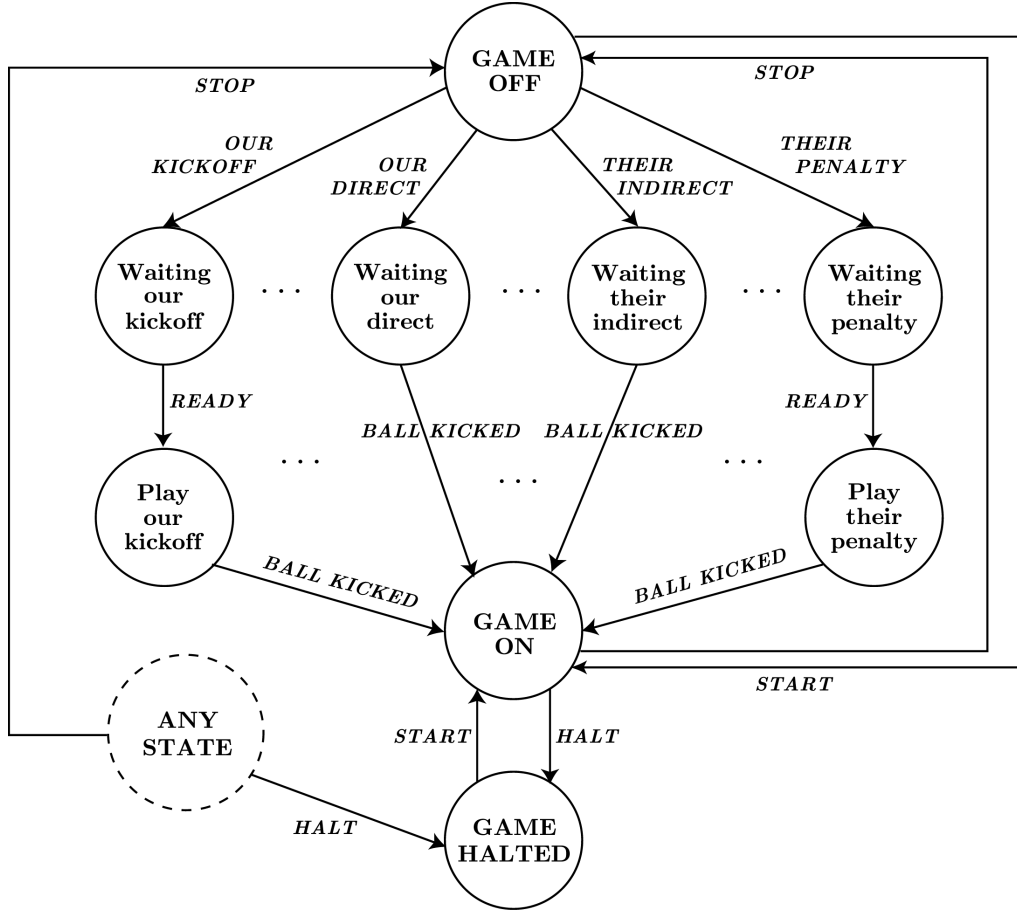 GAME
OFF
STOP
STOP
OUR
KICKOFF
OUR
DIRECT
THEIR
INDIRECT
THEIR
PENALTY
Waiting
our
kickoff
. . .
Waiting
our
direct
. . .
Waiting
their
indirect
. . .
Waiting
their
penalty
READY
BALL KICKED
BALL KICKED
READY
. . .
. . .
. . .
Play
our
kickoff
Play
their
penalty
BALL KICKED
BALL KICKED
GAME
ON
START
ANY
STATE
START
HALT
HALT
GAME
HALTED